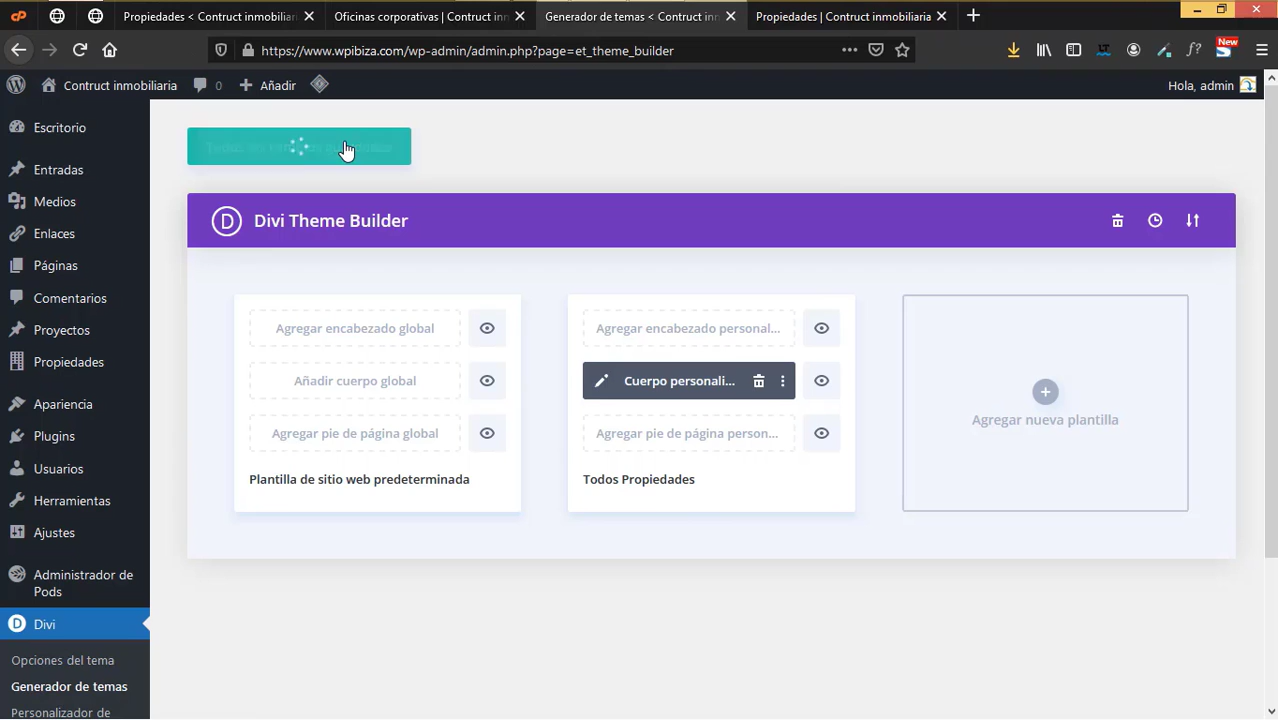 Propiedades < Contruct inmobiliari
Oficinas corporativas | Contruct inm
Generador de temas < Contruct inm
Propiedades | Contruct inmobiliaria
https://www.wpibiza.com/wp-admin/admin.php?page=et_theme_builder
New
Contruct inmobiliaria
0
Añadir
Hola, admin
Escritorio
Entradas
Medios
Enlaces
Páginas
Comentarios
Proyectos
Propiedades
Apariencia
Plugins
Usuarios
Herramientas
Ajustes
Administrador de
Pods
Divi
Opciones del tema
Generador de temas
Personalizador de
D
Divi Theme Builder
Agregar encabezado global
Añadir cuerpo global
Agregar pie de página global
Plantilla de sitio web predeterminada
Agregar encabezado personal...
Cuerpo personali...
Agregar pie de página person...
Todos Propiedades
Agregar nueva plantilla